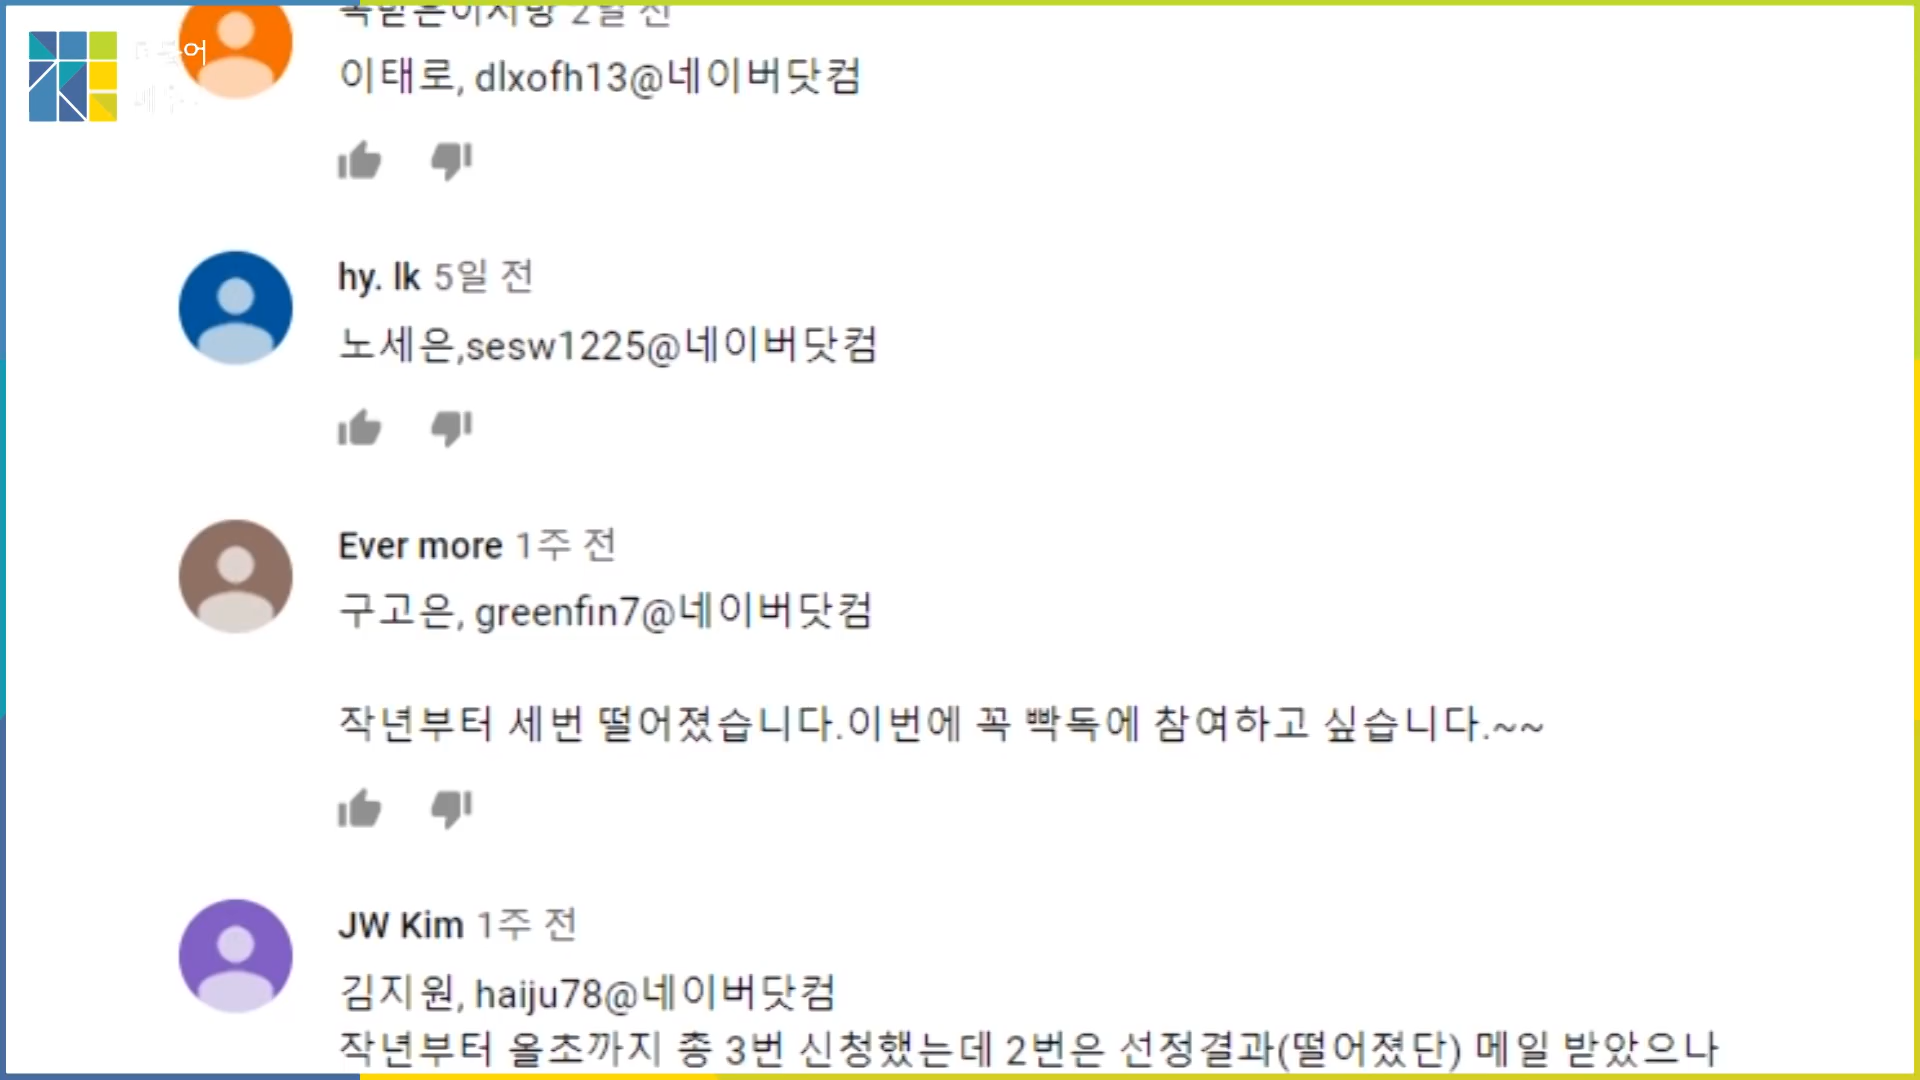 2일 전
이태로, dlxofh13@네이버닷컴
hy. lk 5일 전
노세은,sesw1225@네이버닷컴
Ever more 1주 전
구고은, greenfin7@네이버닷컴
작년부터 세번 떨어졌습니다.이번에 꼭 빡독에 참여하고 싶습니다.~~
JW Kim 1주 전
김지원, haiju78@네이버닷컴
작년부터 올초까지 총 3번 신청했는데 2번은 선정결과(떨어졌단) 메일 받았으나